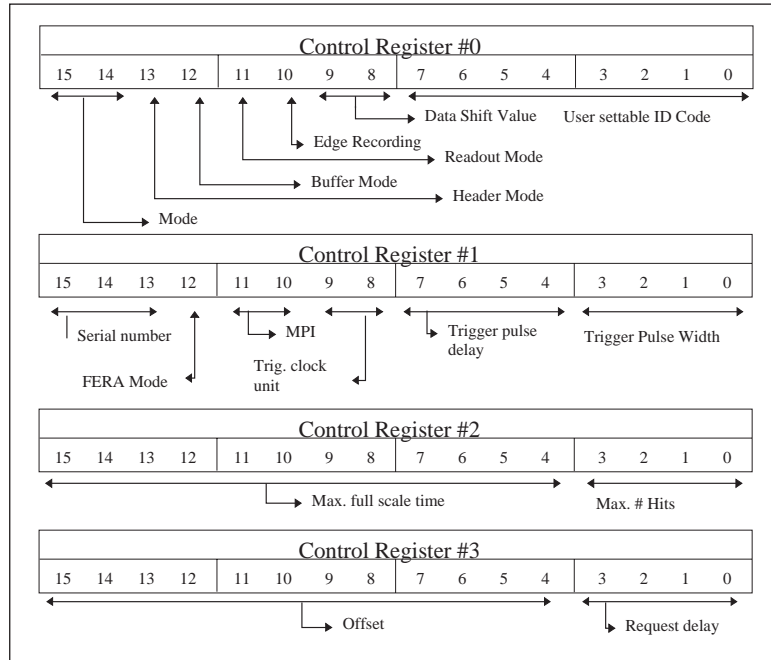 Control Register #0
15 14 13 12 11 10 9 8 7 6 5 4 3 2 1 0
Data Shift Value User settable ID Code
Edge Recording
Readout Mode
Buffer Mode
Header Mode
Mode
Control Register #1
15 14 13 12 11 10 9 8 7 6 5 4 3 2 1 0
Serial number MPI Trigger pulse Trigger Pulse Width
delay
Trig. clock
FERA Mode unit
Control Register #2
15 14 13 12 11 10 9 8 7 6 5 4 3 2 1 0
Max. full scale time Max. # Hits
Control Register #3
15 14 13 12 11 10 9 8 7 6 5 4 3 2 1 0
Offset Request delay